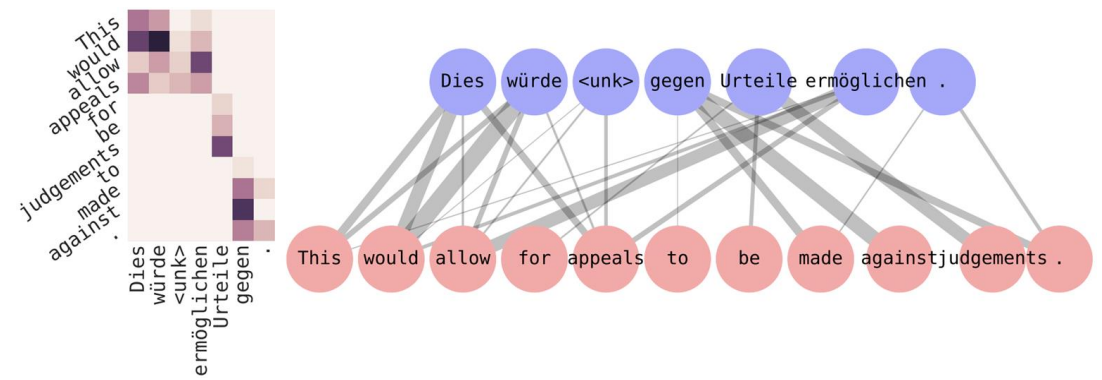 This
would
allow
appeals
for
be
judgements
to
made
against
.
Dies
würde
<unk>
ermöglichen
Urteile
gegen
.
Dies würde <unk> gegen Urteile ermöglichen .
This would allow for appeals to be made against judgements .